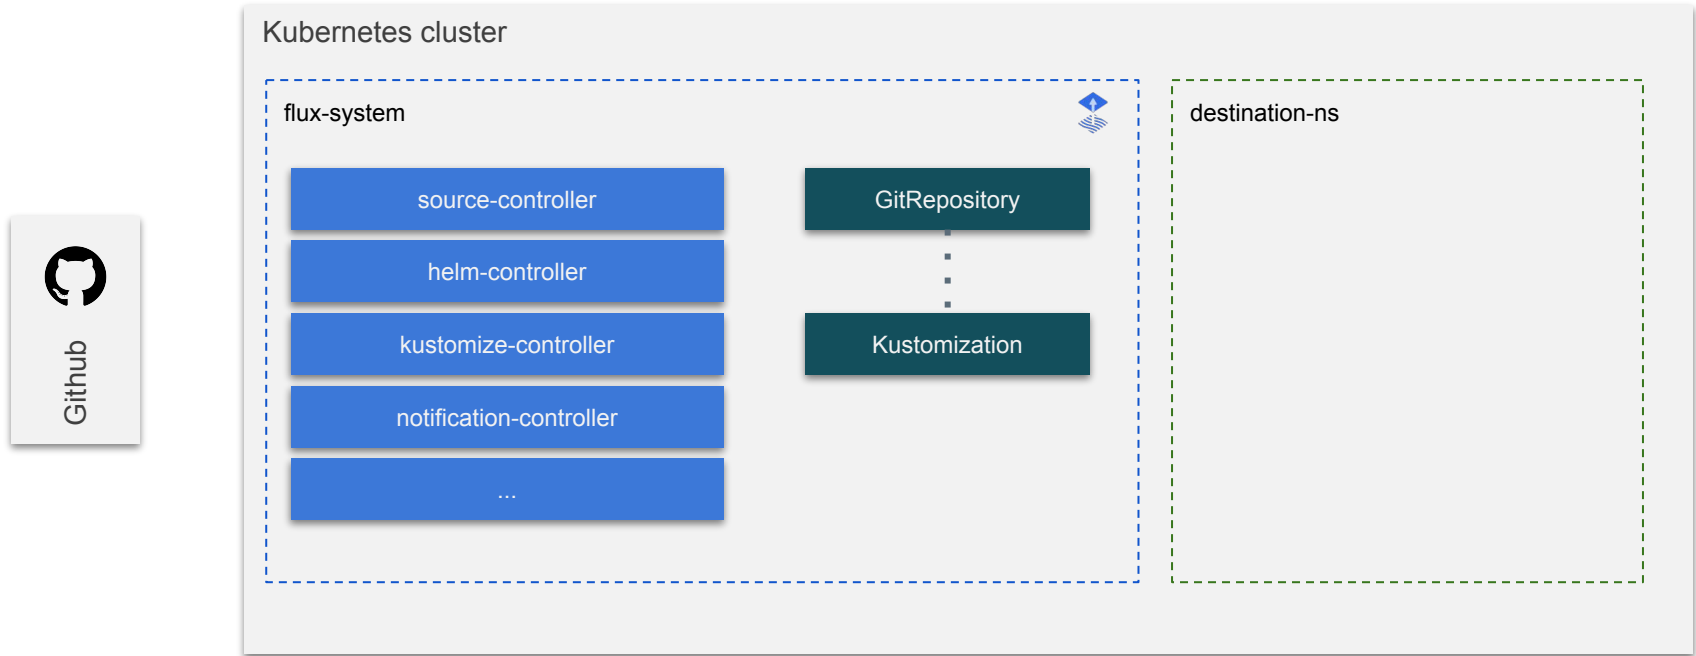 Kubernetes cluster
flux-system
destination-ns
source-controller
GitRepository
helm-controller
kustomize-controller
Kustomization
notification-controller
...
Github